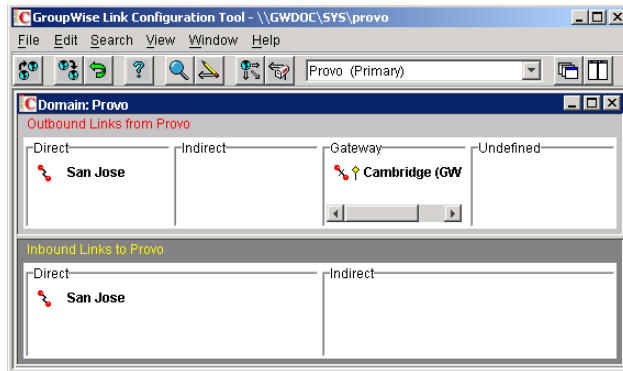 GroupWise Link Configuration Tool - \\GWDOC\SYS\provo
File Edit Search View Window Help
Provo (Primary)
Domain: Provo
Outbound Links from Provo
Direct Indirect Gateway Undefined
San Jose Cambridge (GW
Inbound Links to Provo
Direct Indirect
San Jose